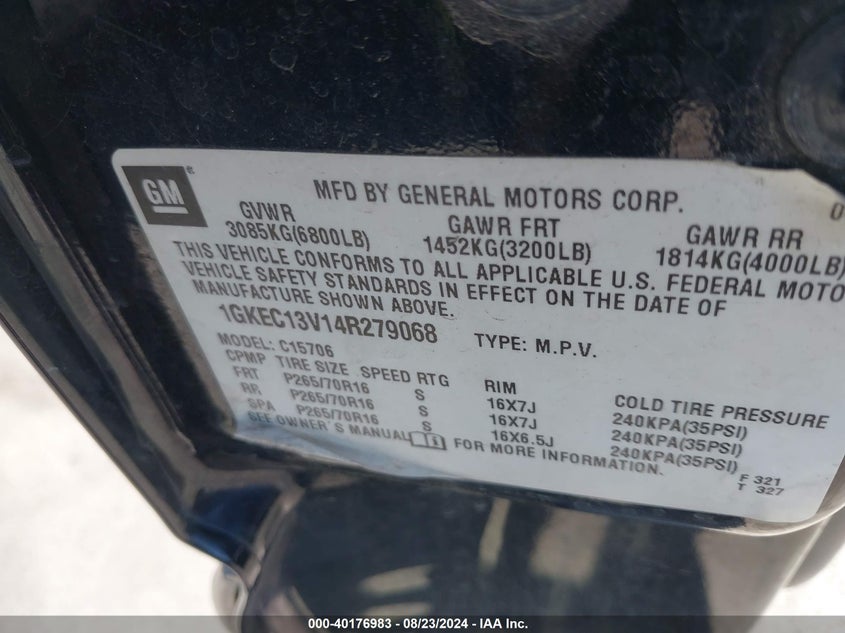 GM ®
MFD BY GENERAL MOTORS CORP. 0
GVWR GAWR FRT GAWR RR
3085KG(6800LB) 1452KG(3200LB) 1814KG(4000LB)
THIS VEHICLE CONFORMS TO ALL APPLICABLE U.S. FEDERAL MOTO
VEHICLE SAFETY STANDARDS IN EFFECT ON THE DATE OF
MANUFACTURE SHOWN ABOVE.
1GKEC13V14R279068 TYPE: M.P.V.
MODEL: C15706
CPMP TIRE SIZE SPEED RTG RIM COLD TIRE PRESSURE
FRT P265/70R16 S 16X7J 240KPA(35PSI)
RR P265/70R16 S 16X7J 240KPA(35PSI)
SPA P265/70R16 S 16X6.5J 240KPA(35PSI)
SEE OWNER'S MANUAL FOR MORE INFORMATION.
F 321
T 327
000-40176983 - 08/23/2024 - IAA Inc.